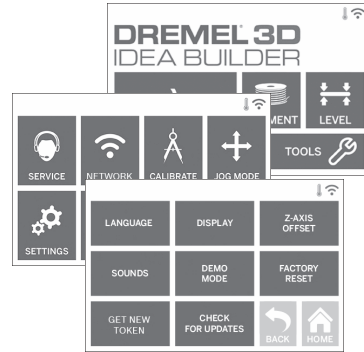 DREMEL 3D
IDEA BUILDER
LEVEL
TOOLS
SERVICE
NETWORK
CALIBRATE
JOG MODE
SETTINGS
LANGUAGE
DISPLAY
Z-AXIS
OFFSET
SOUNDS
DEMO
MODE
FACTORY
RESET
GET NEW
TOKEN
CHECK
FOR UPDATES
BACK
HOME